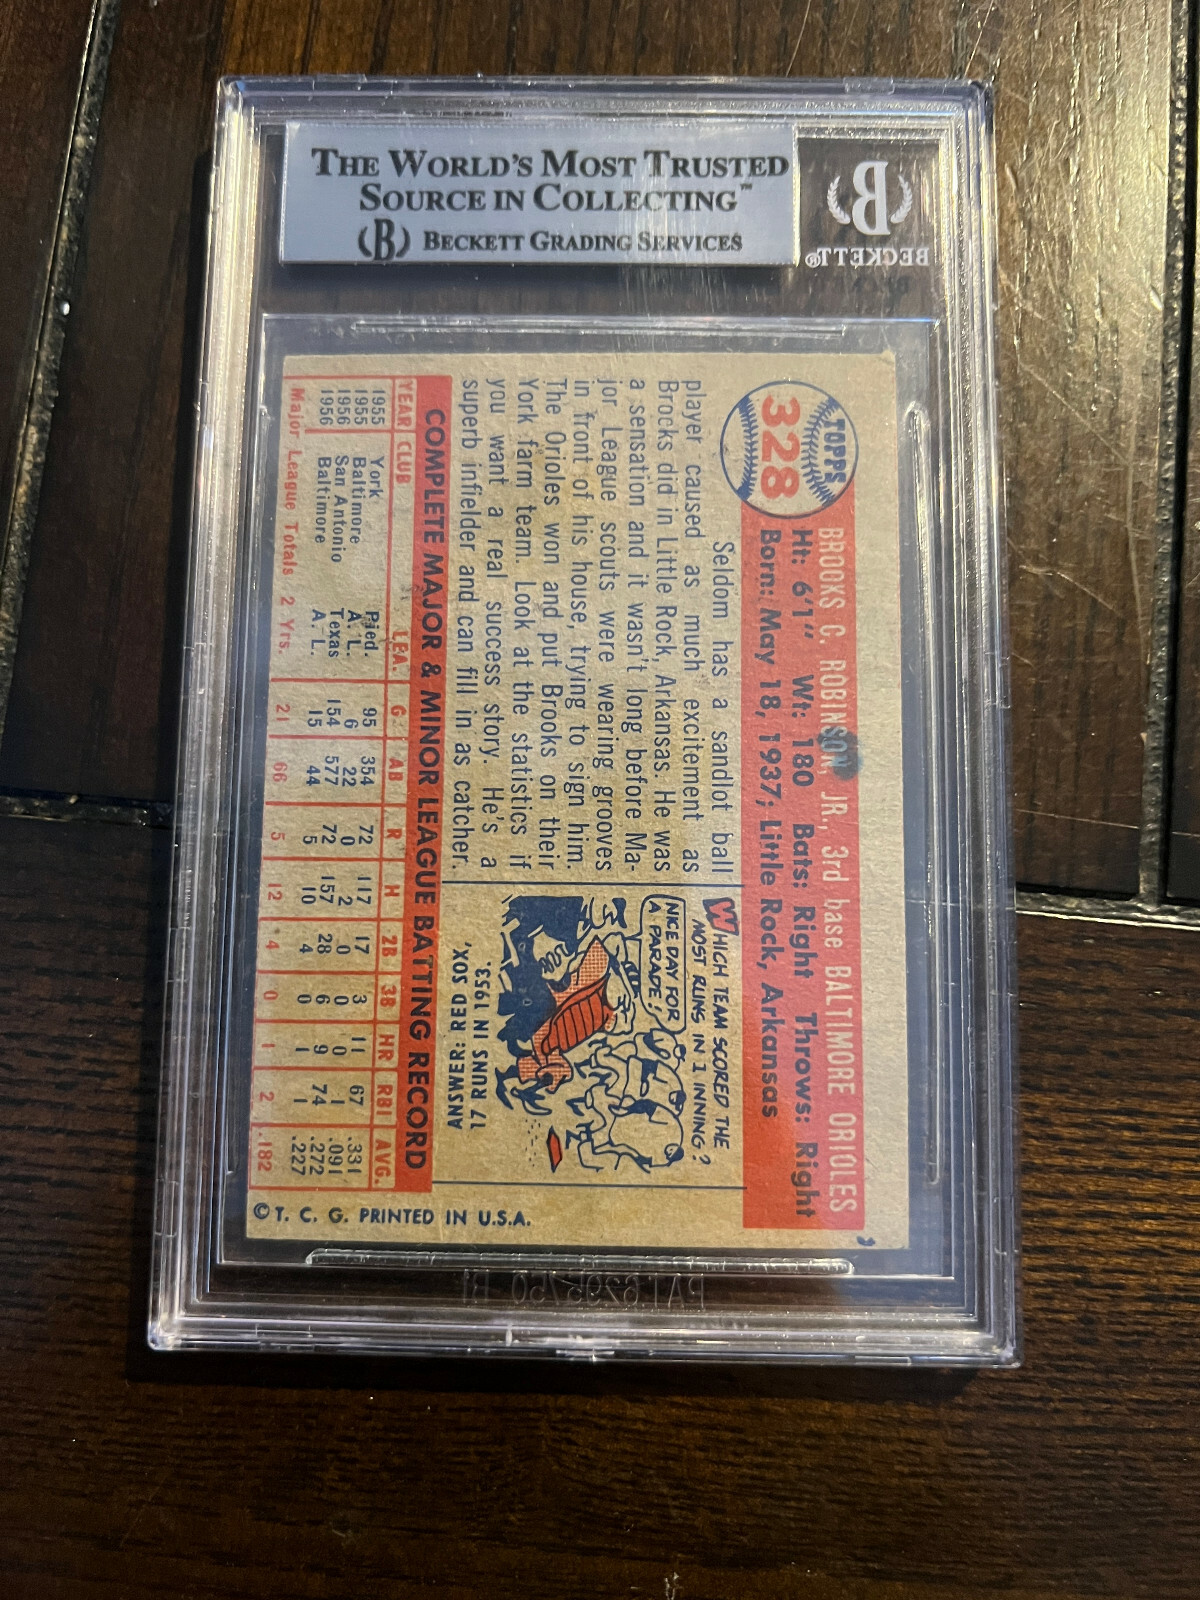 THE WORLD'S MOST TRUSTED
SOURCE IN COLLECTING™
(B) BECKETT GRADING SERVICES
B
BECKETT®
TOPPS
328
BROOKS C. ROBINSON, JR., 3rd base BALTIMORE ORIOLES
Ht: 6'1" Wt: 180 Bats: Right Throws: Right
Born: May 18, 1937; Little Rock, Arkansas
Seldom has a sandlot ball
player caused as much excitement as
Brooks did in Little Rock, Arkansas. He was
a sensation and it wasn't long before Ma-
jor League scouts were wearing grooves
in front of his house, trying to sign him.
The Orioles won and put Brooks on their
York farm team. Look at the statistics if
you want a real success story. He's a
superb infielder and can fill in as catcher.
WHICH TEAM SCORED THE
MOST RUNS IN 1 INNING?
NICE DAY FOR
A PARADE!
ANSWER: RED SOX,
17 RUNS IN 1953.
COMPLETE MAJOR & MINOR LEAGUE BATTING RECORD
YEAR CLUB LEA. G AB R H 2B 3B HR RBI AVG.
1955 York Pied. 95 354 72 117 17 3 11 67 .331
1955 Baltimore A.L. 6 22 0 2 0 0 0 1 .091
1956 San Antonio Texas 154 577 72 157 28 6 9 74 .272
1956 Baltimore A.L. 15 44 5 10 4 0 1 1 .227
Major League Totals 2 Yrs. 21 66 5 12 4 0 1 2 .182
© T. C. G. PRINTED IN U.S.A.